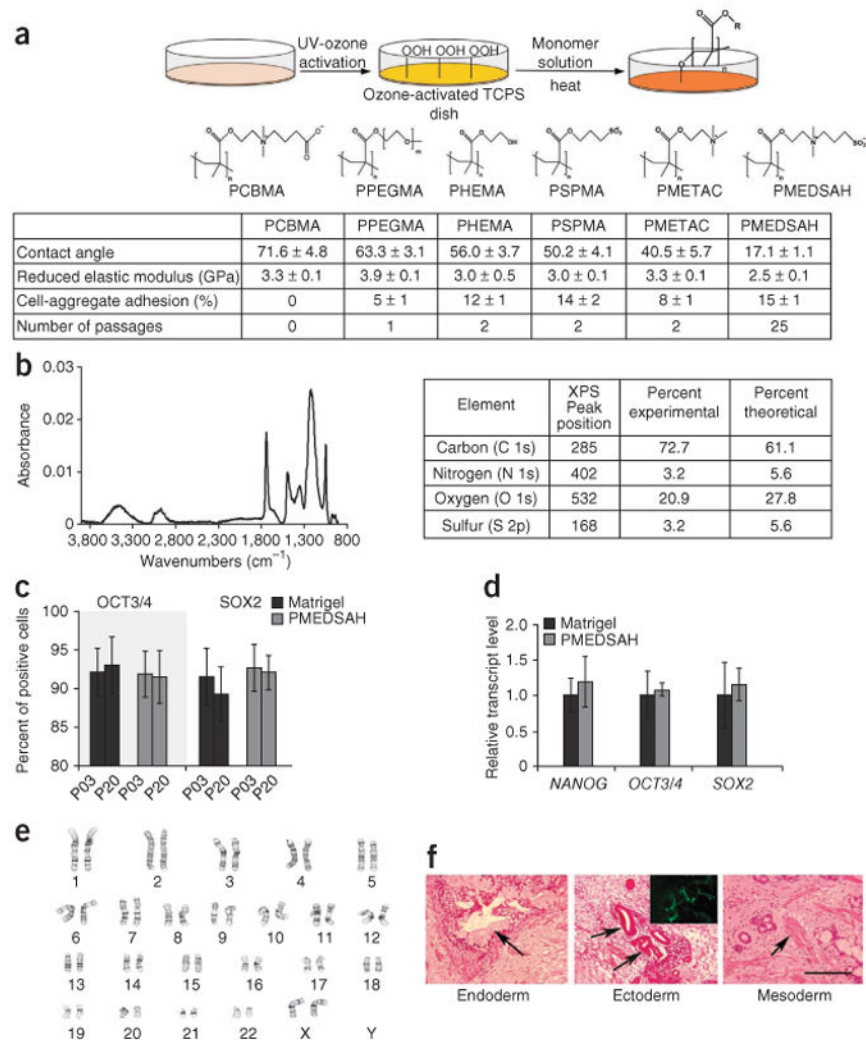 a
UV-ozone
activation
OOH OOH OOH
Ozone-activated TCPS
dish
Monomer
solution
heat
PCBMA PPEGMA PHEMA PSPMA PMETAC PMEDSAH
PCBMA PPEGMA PHEMA PSPMA PMETAC PMEDSAH
Contact angle 71.6 ± 4.8 63.3 ± 3.1 56.0 ± 3.7 50.2 ± 4.1 40.5 ± 5.7 17.1 ± 1.1
Reduced elastic modulus (GPa) 3.3 ± 0.1 3.9 ± 0.1 3.0 ± 0.5 3.0 ± 0.1 3.3 ± 0.1 2.5 ± 0.1
Cell-aggregate adhesion (%) 0 5 ± 1 12 ± 1 14 ± 2 8 ± 1 15 ± 1
Number of passages 0 1 2 2 2 25
b
Absorbance
0.03
0.02
0.01
0
3,800 3,300 2,800 2,300 1,800 1,300 800
Wavenumbers (cm⁻¹)
Element XPS Peak position Percent experimental Percent theoretical
Carbon (C 1s) 285 72.7 61.1
Nitrogen (N 1s) 402 3.2 5.6
Oxygen (O 1s) 532 20.9 27.8
Sulfur (S 2p) 168 3.2 5.6
c
OCT3/4 SOX2
Matrigel
PMEDSAH
Percent of positive cells
100
95
90
85
80
P03 P20 P03 P20 P03 P20 P03 P20
d
Matrigel
PMEDSAH
Relative transcript level
2.0
1.5
1.0
0.5
0
NANOG OCT3/4 SOX2
e
1 2 3 4 5
6 7 8 9 10 11 12
13 14 15 16 17 18
19 20 21 22 X Y
f
Endoderm Ectoderm Mesoderm